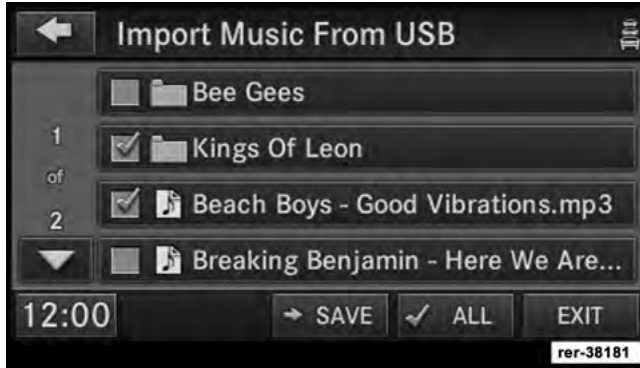 Import Music From USB
Bee Gees
1
of
2
Kings Of Leon
Beach Boys - Good Vibrations.mp3
Breaking Benjamin - Here We Are...
12:00
SAVE
ALL
EXIT
rer-38181